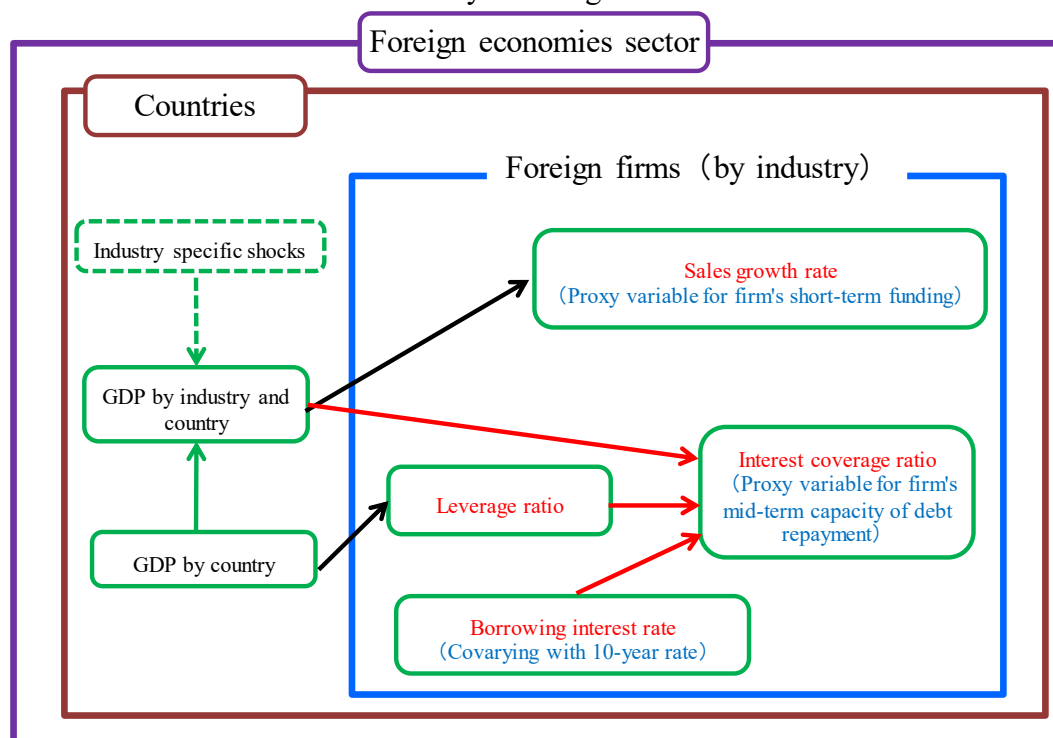 Foreign economies sector
Countries
Foreign firms（by industry）
Industry specific shocks
Sales growth rate
（Proxy variable for firm's short-term funding）
GDP by industry and
country
Interest coverage ratio
（Proxy variable for firm's
mid-term capacity of debt
repayment）
Leverage ratio
GDP by country
Borrowing interest rate
（Covarying with 10-year rate）